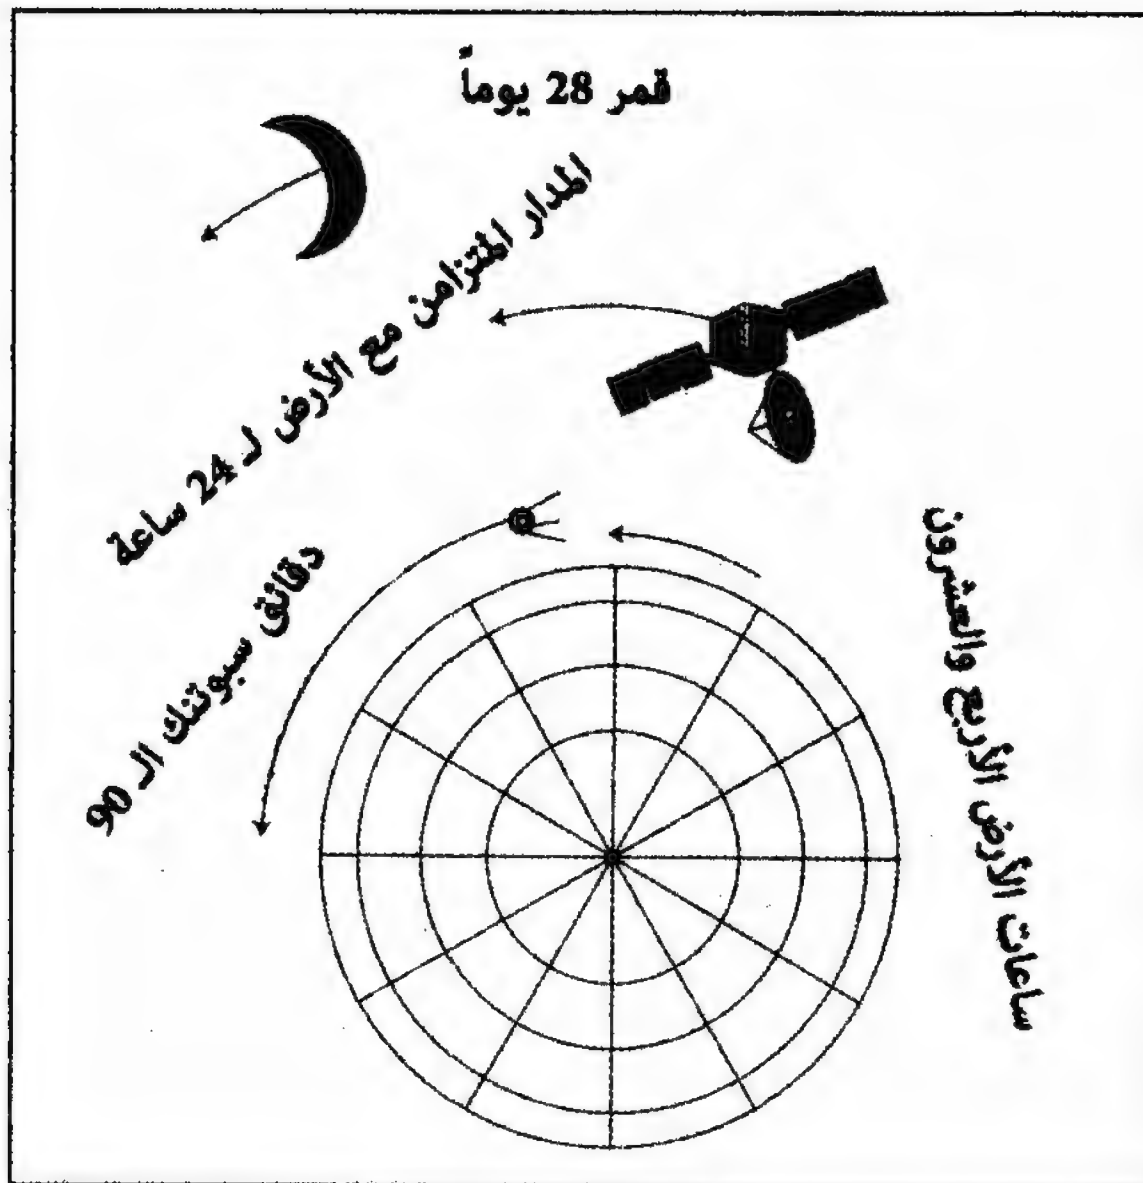 قمر 28 يوماً
المدار المتزامن مع الأرض لـ 24 ساعة
دقائق سبوتنك الـ 90
ساعات الأرض الأربع والعشرون